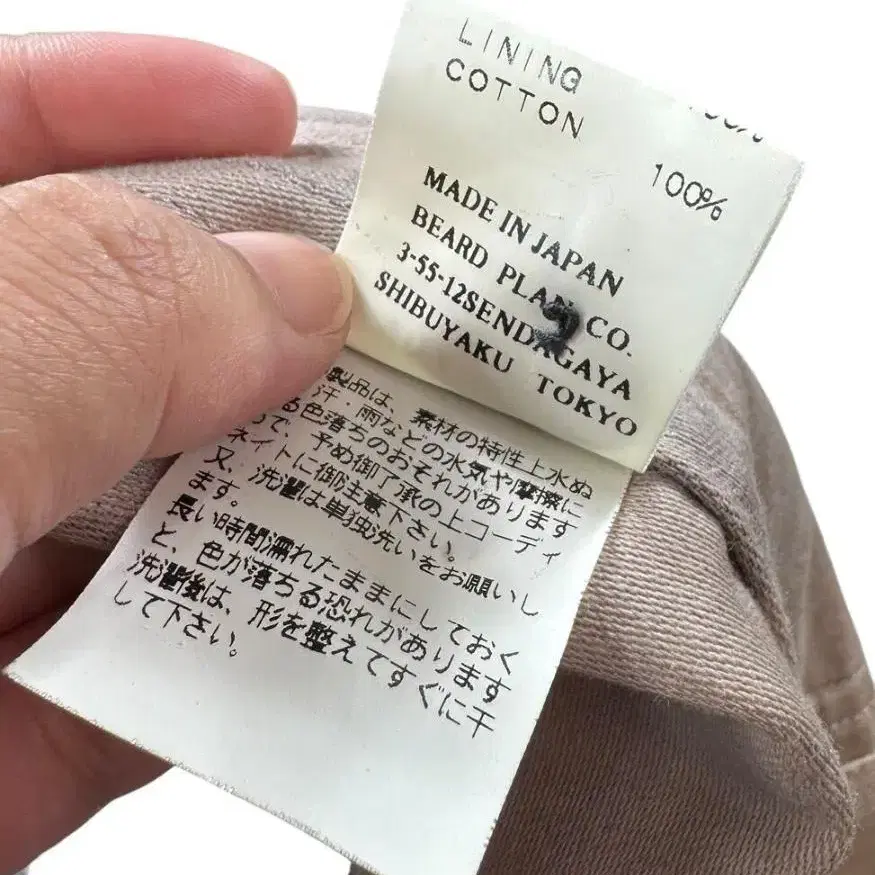 LINING
COTTON 100%
MADE IN JAPAN
BEARD PLAN CO.
3-55-12SENDAGAYA
SHIBUYAKU TOKYO
製品は、素材の特性上水ぬ
汗・雨などの水気や摩擦に
る色落ちのおそれがあります
で、予め御了承の上コーディ
ネイトに御注意下さい。
又、洗濯は単独洗いをお願いし
ます。
長い時間濡れたままにしておく
と、色が落ちる恐れがあります
洗濯後は、形を整えてすぐに干
して下さい。